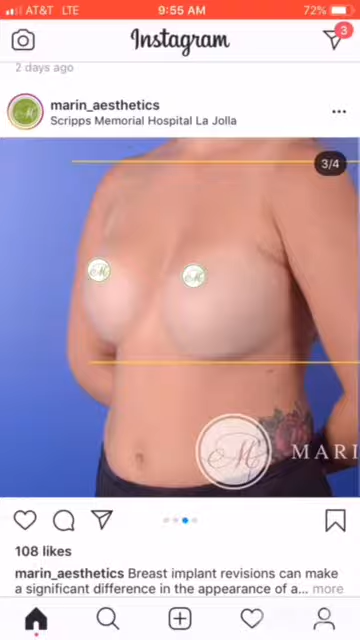 AT&T LTE 9:55 AM 72%
Instagram
3
2 days ago
marin_aesthetics
Scripps Memorial Hospital La Jolla
3/4
M
M
M
M MARI
108 likes
marin_aesthetics Breast implant revisions can make
a significant difference in the appearance of a... more